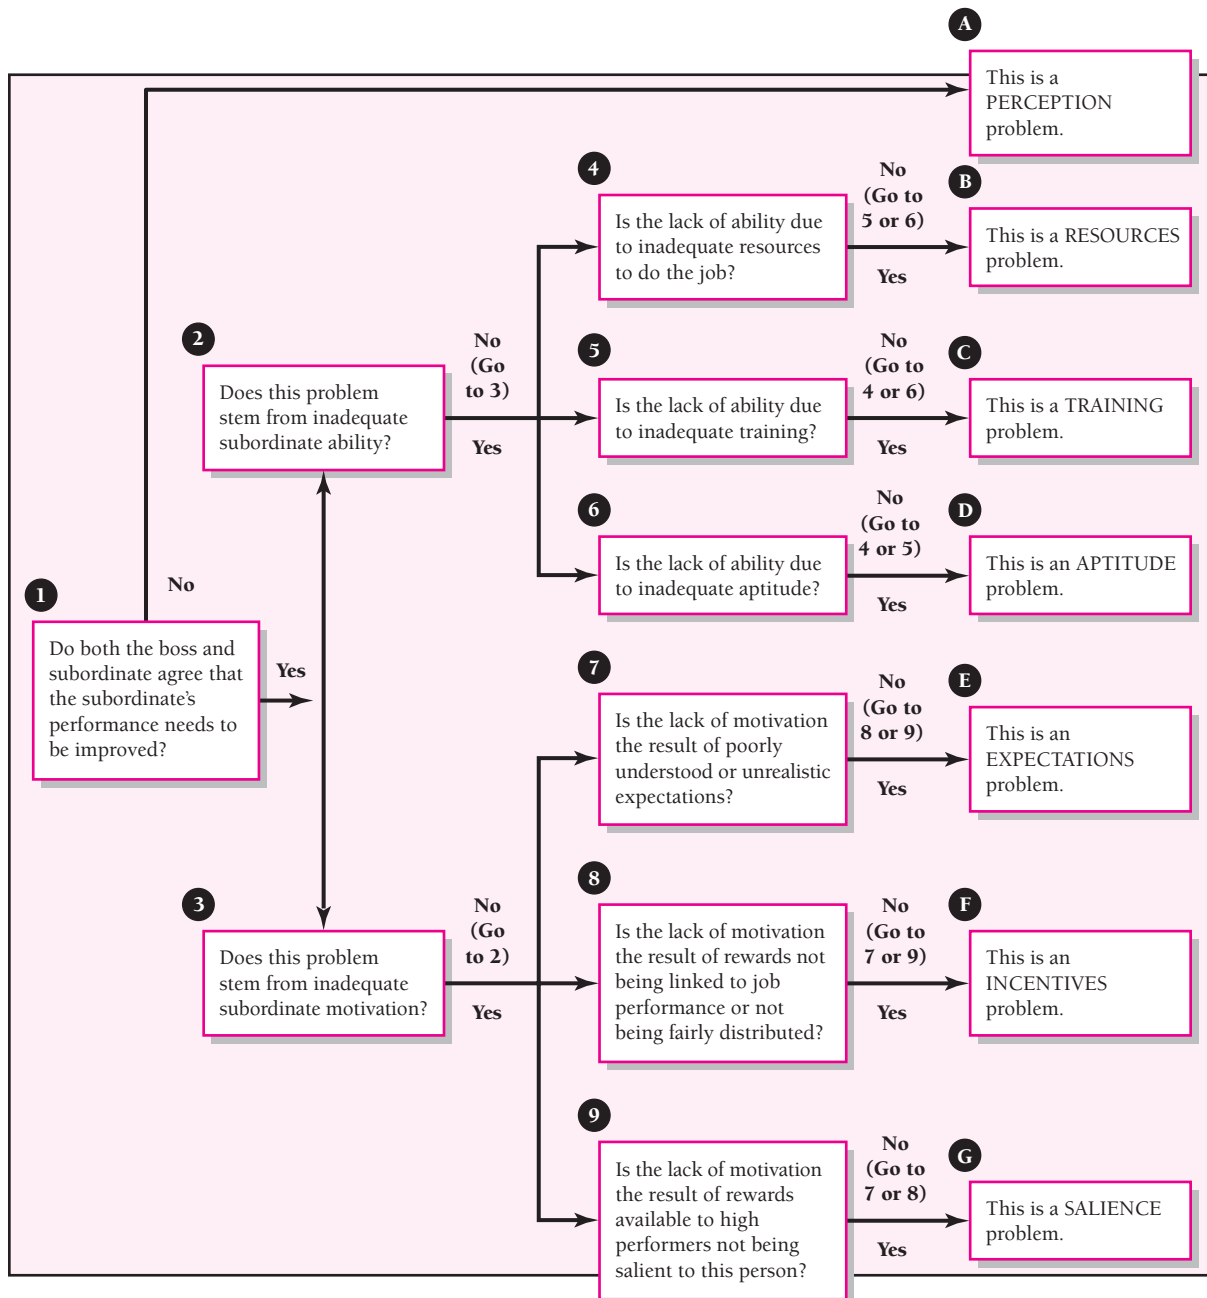 A
This is a
PERCEPTION
problem.
4
Is the lack of ability due
to inadequate resources
to do the job?
No
(Go to
5 or 6)
Yes
B
This is a RESOURCES
problem.
2
Does this problem
stem from inadequate
subordinate ability?
No
(Go
to 3)
Yes
5
Is the lack of ability due
to inadequate training?
No
(Go to
4 or 6)
Yes
C
This is a TRAINING
problem.
6
Is the lack of ability due
to inadequate aptitude?
No
(Go to
4 or 5)
Yes
D
This is an APTITUDE
problem.
1
No
Do both the boss and
subordinate agree that
the subordinate's
performance needs to
be improved?
Yes
7
Is the lack of motivation
the result of poorly
understood or unrealistic
expectations?
No
(Go to
8 or 9)
Yes
E
This is an
EXPECTATIONS
problem.
3
Does this problem
stem from inadequate
subordinate motivation?
No
(Go
to 2)
Yes
8
Is the lack of motivation
the result of rewards not
being linked to job
performance or not
being fairly distributed?
No
(Go to
7 or 9)
Yes
F
This is an
INCENTIVES
problem.
9
Is the lack of motivation
the result of rewards
available to high
performers not being
salient to this person?
No
(Go to
7 or 8)
Yes
G
This is a SALIENCE
problem.